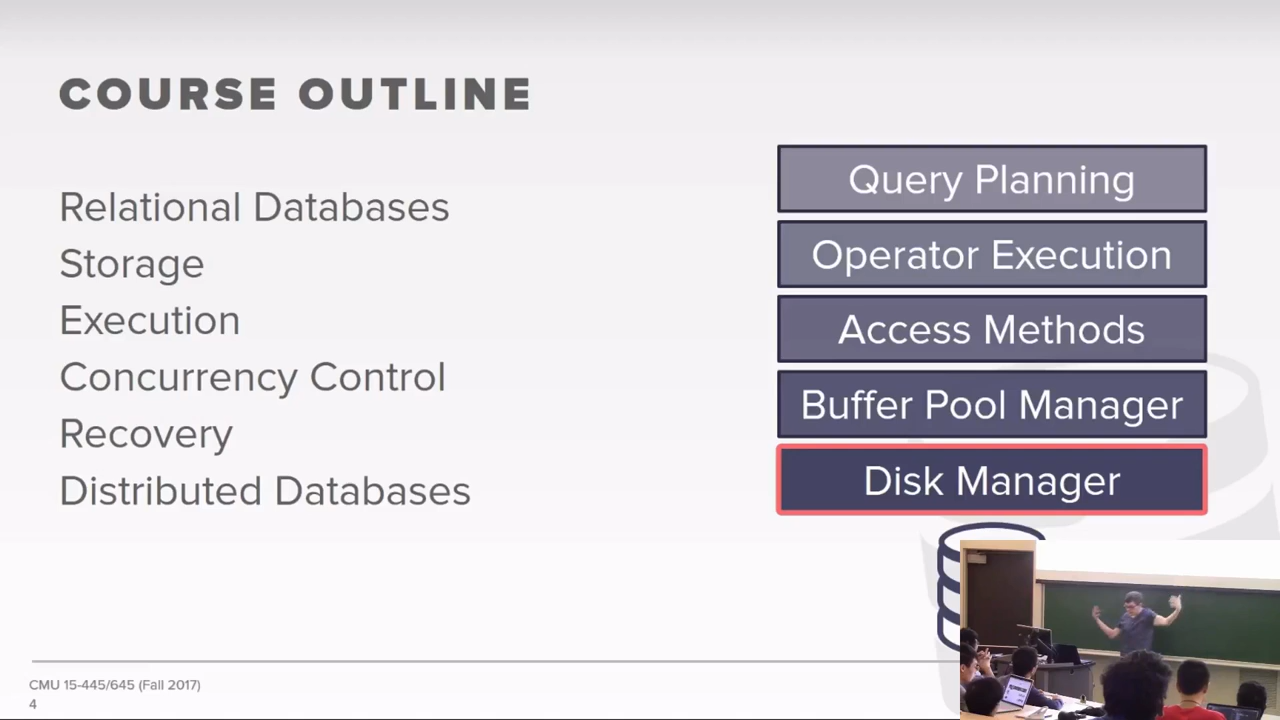 COURSE OUTLINE
Relational Databases
Storage
Execution
Concurrency Control
Recovery
Distributed Databases
Query Planning
Operator Execution
Access Methods
Buffer Pool Manager
Disk Manager
CMU 15-445/645 (Fall 2017)
4